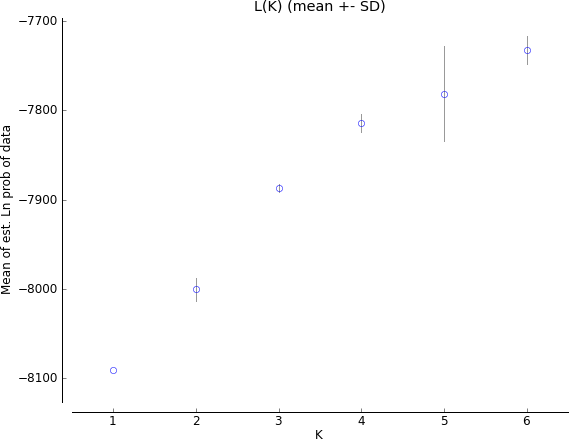 L(K) (mean +- SD)
Mean of est. Ln prob of data
−7700
−7800
−7900
−8000
−8100
1 2 3 4 5 6
K